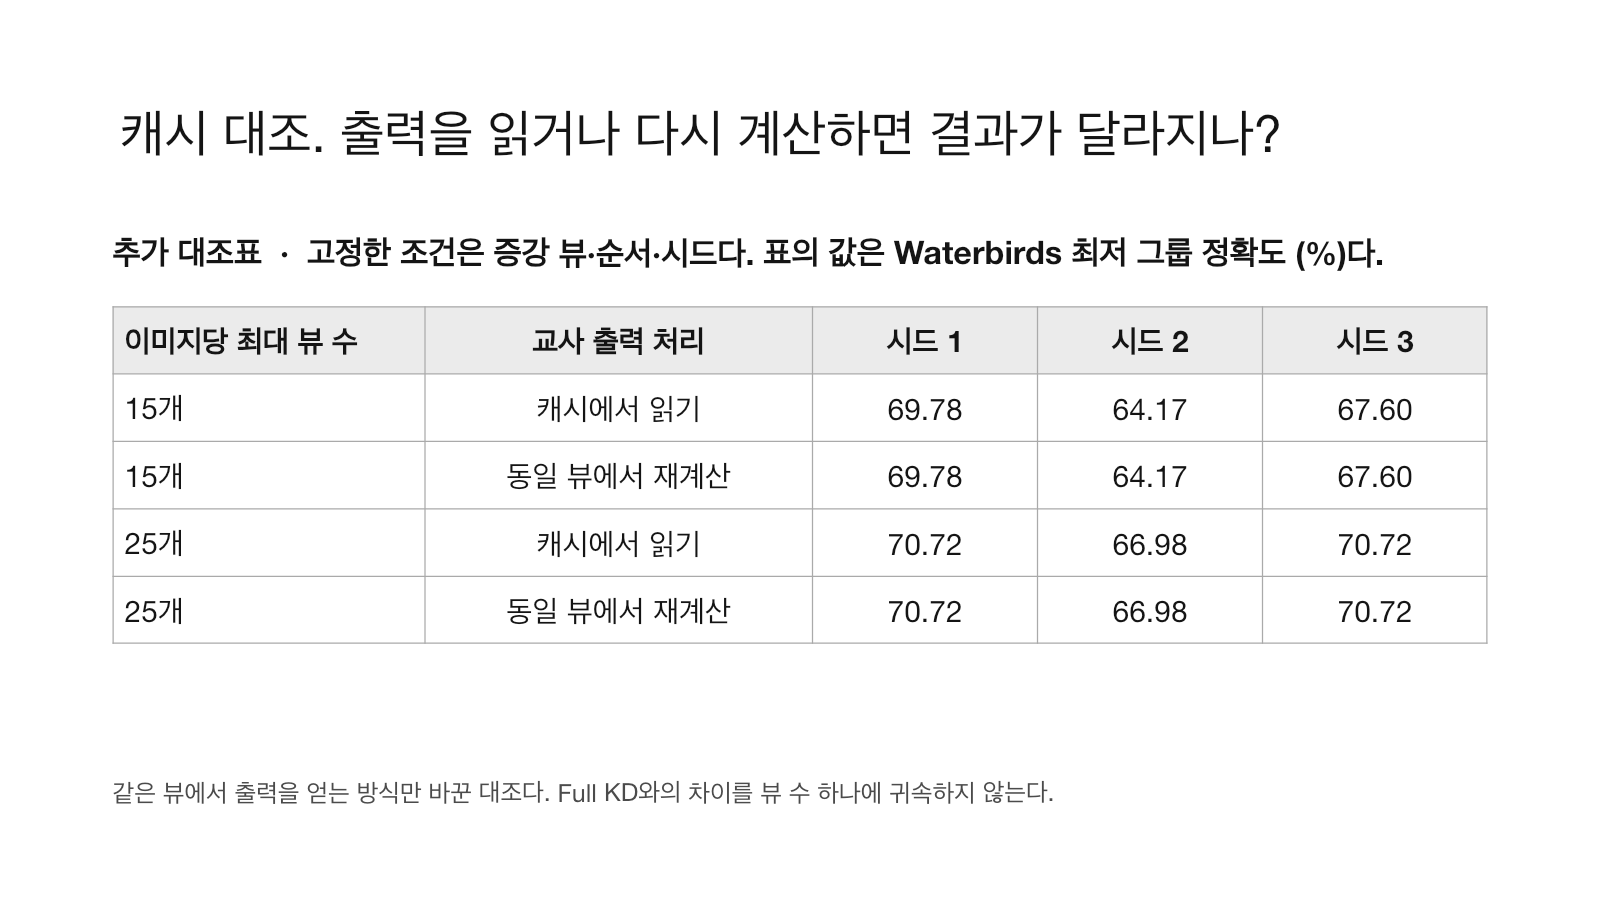 캐시 대조. 출력을 읽거나 다시 계산하면 결과가 달라지나?
추가 대조표 · 고정한 조건은 증강 뷰·순서·시드다. 표의 값은 Waterbirds 최저 그룹 정확도 (%)다.
이미지당 최대 뷰 수 교사 출력 처리 시드 1 시드 2 시드 3
15개 캐시에서 읽기 69.78 64.17 67.60
15개 동일 뷰에서 재계산 69.78 64.17 67.60
25개 캐시에서 읽기 70.72 66.98 70.72
25개 동일 뷰에서 재계산 70.72 66.98 70.72
같은 뷰에서 출력을 얻는 방식만 바꾼 대조다. Full KD와의 차이를 뷰 수 하나에 귀속하지 않는다.